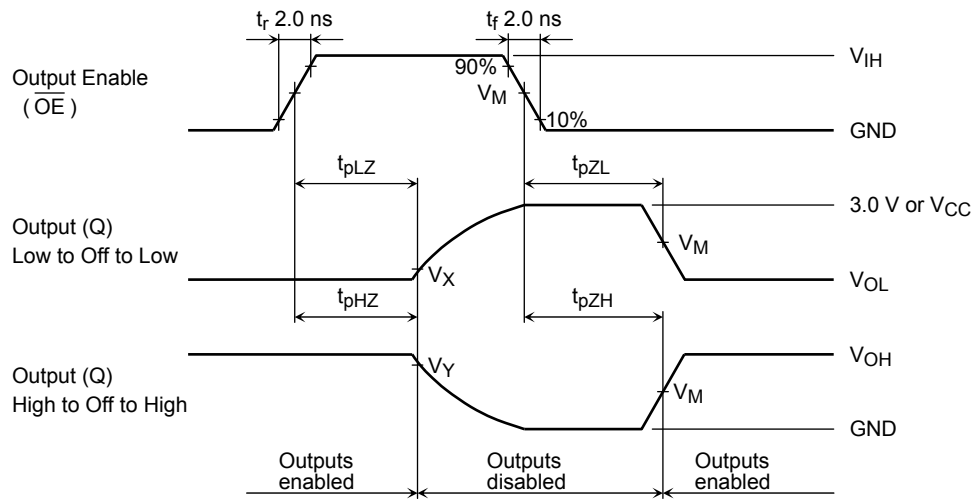 tr 2.0 ns
tf 2.0 ns
Output Enable
( OE )
90%
VM
10%
VIH
GND
tpLZ
tpZL
Output (Q)
Low to Off to Low
VX
VM
3.0 V or VCC
VOL
tpHZ
tpZH
Output (Q)
High to Off to High
VY
VM
VOH
GND
Outputs
enabled
Outputs
disabled
Outputs
enabled